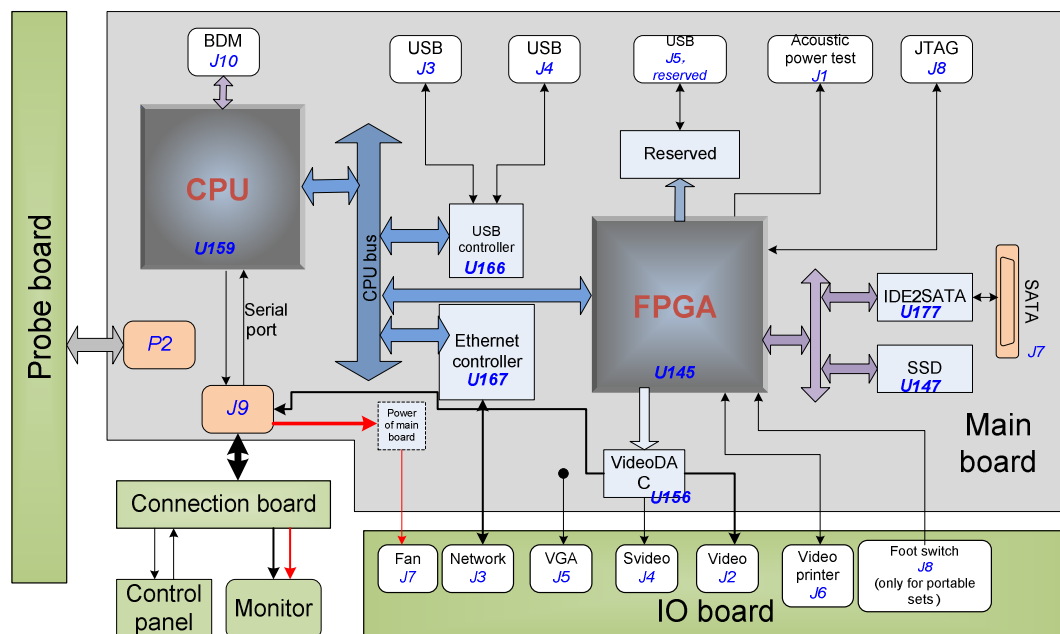 BDM
J10
USB
J3
USB
J4
USB
J5,
reserved
Acoustic
power test
J1
JTAG
J8
Reserved
CPU
U159
CPU bus
USB
controller
U166
FPGA
U145
IDE2SATA
U177
SATA
J7
SSD
U147
Ethernet
controller
U167
Serial
port
Probe board
P2
J9
Power
of main
board
Main
board
VideoDA
C
U156
Connection board
Control
panel
Monitor
Fan
J7
Network
J3
VGA
J5
Svideo
J4
Video
J2
Video
printer
J6
Foot switch
J8
(only for portable
sets)
IO board